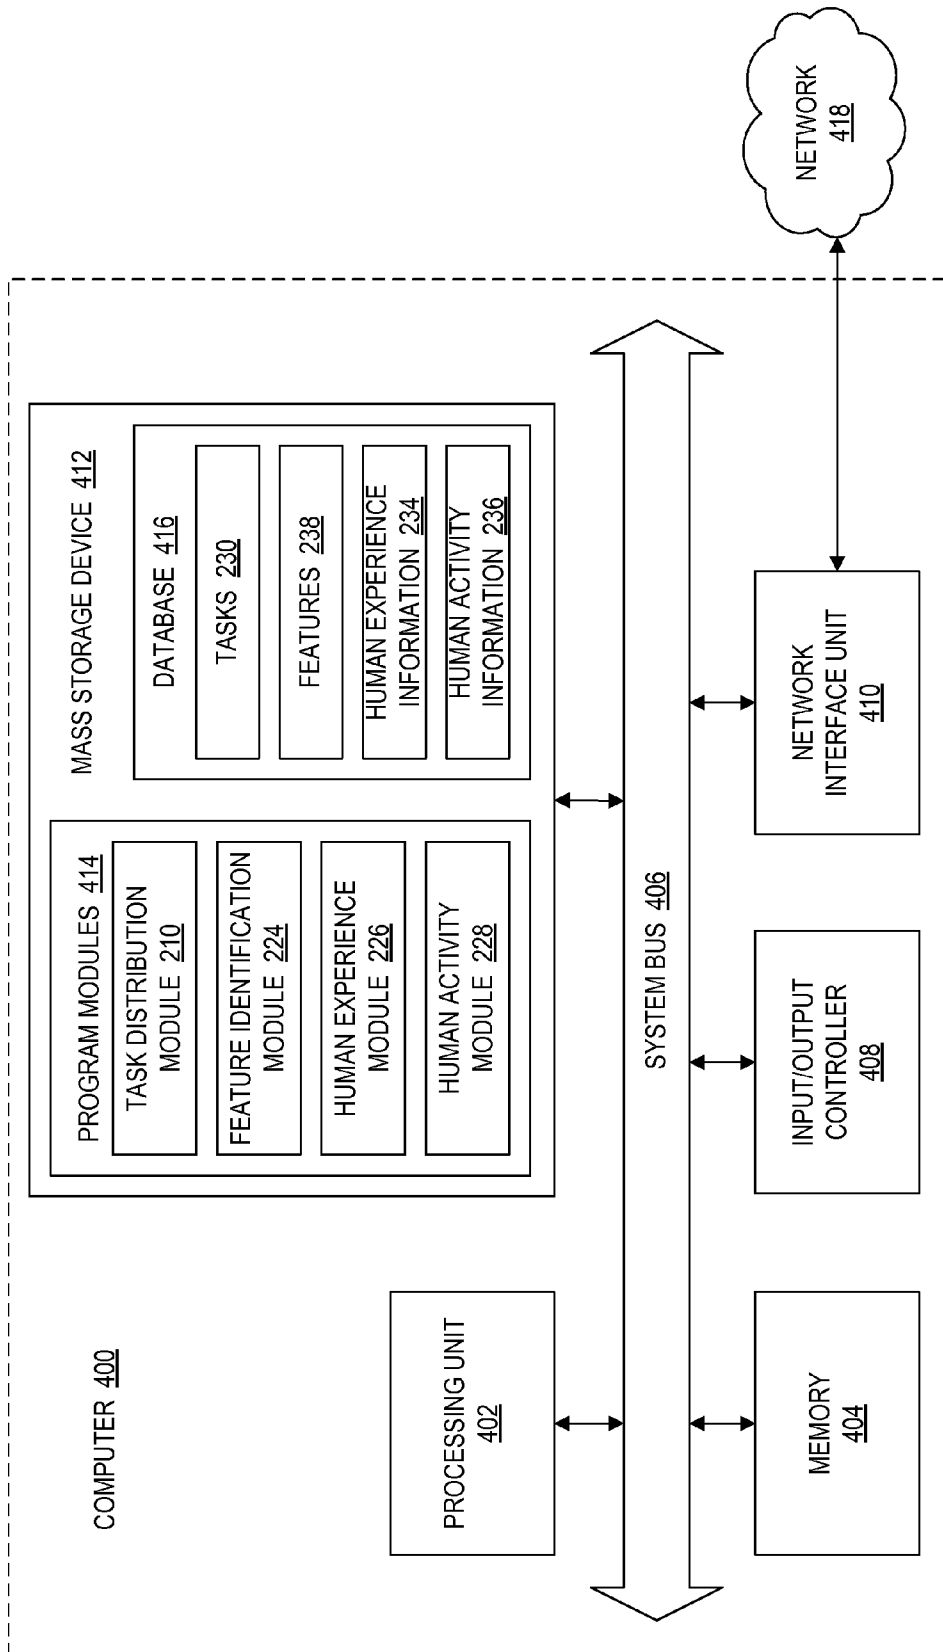 COMPUTER 400
PROCESSING UNIT
402
MASS STORAGE DEVICE 412
PROGRAM MODULES 414
TASK DISTRIBUTION
MODULE 210
FEATURE IDENTIFICATION
MODULE 224
HUMAN EXPERIENCE
MODULE 226
HUMAN ACTIVITY
MODULE 228
DATABASE 416
TASKS 230
FEATURES 238
HUMAN EXPERIENCE
INFORMATION 234
HUMAN ACTIVITY
INFORMATION 236
SYSTEM BUS 406
MEMORY
404
INPUT/OUTPUT
CONTROLLER
408
NETWORK
INTERFACE UNIT
410
NETWORK
418